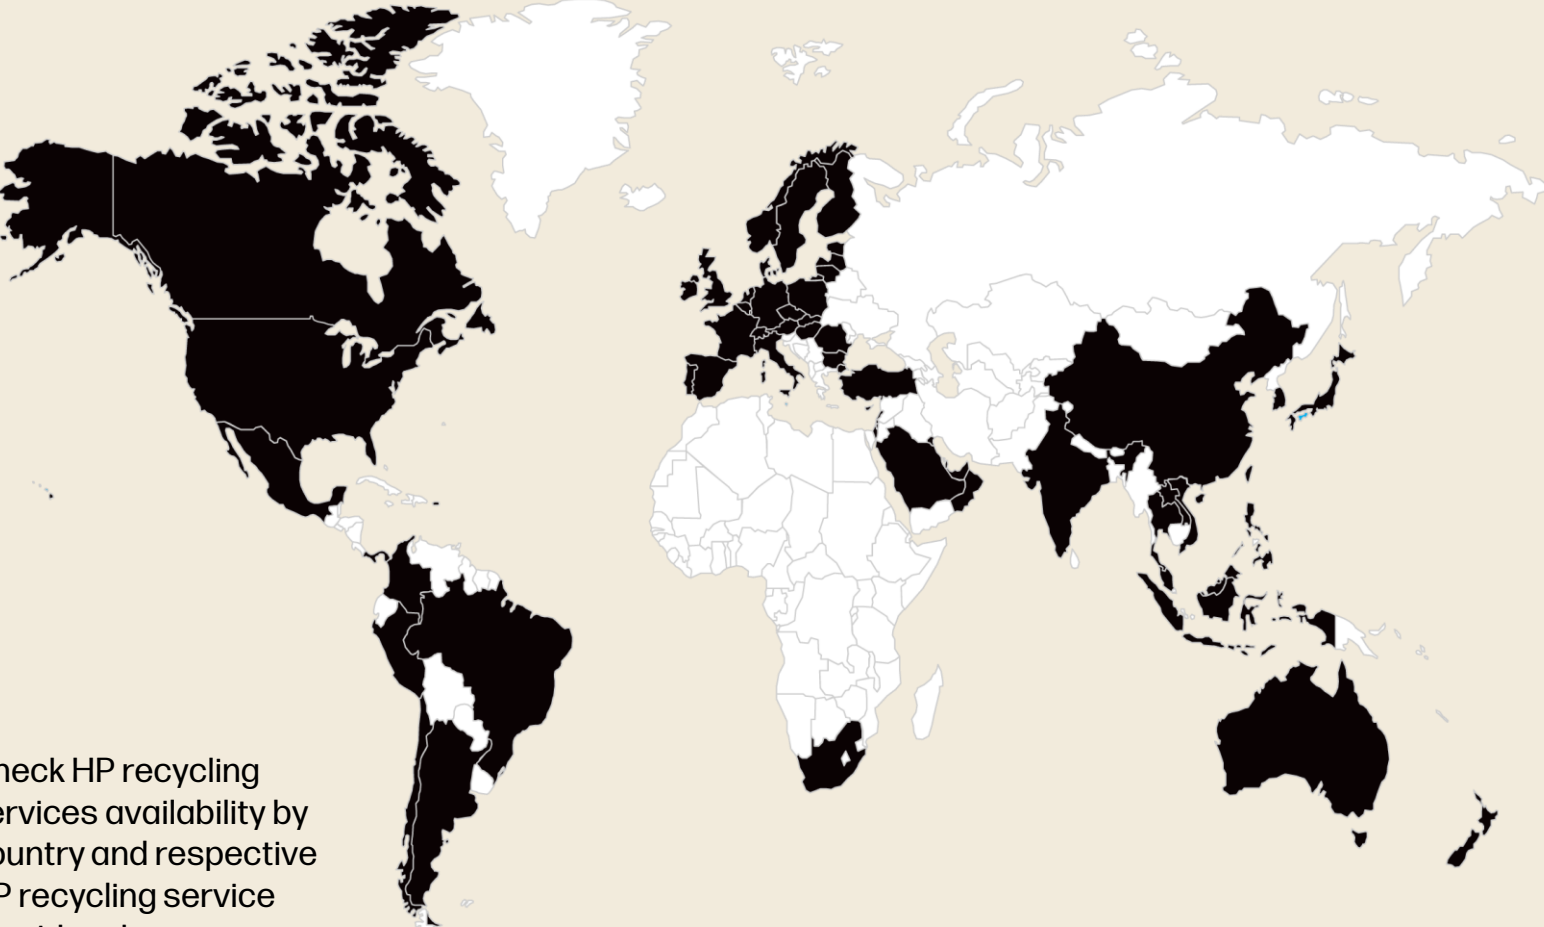 heck HP recycling
ervices availability by
ountry and respective
P recycling service